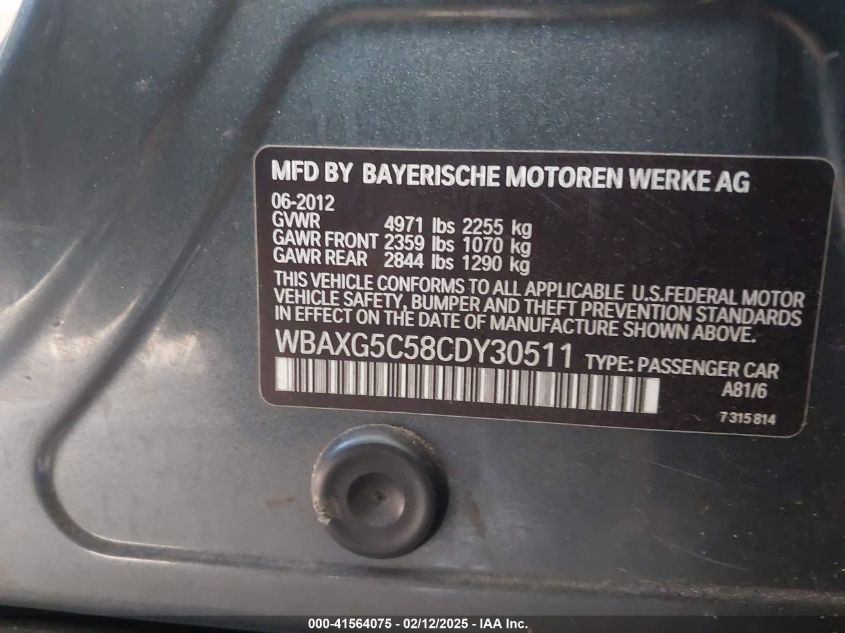 MFD BY BAYERISCHE MOTOREN WERKE AG
06-2012
GVWR 4971 lbs 2255 kg
GAWR FRONT 2359 lbs 1070 kg
GAWR REAR 2844 lbs 1290 kg
THIS VEHICLE CONFORMS TO ALL APPLICABLE U.S.FEDERAL MOTOR
VEHICLE SAFETY, BUMPER AND THEFT PREVENTION STANDARDS
IN EFFECT ON THE DATE OF MANUFACTURE SHOWN ABOVE.
WBAXG5C58CDY30511 TYPE: PASSENGER CAR
A81/6
7315814
000-41564075 - 02/12/2025 - IAA Inc.